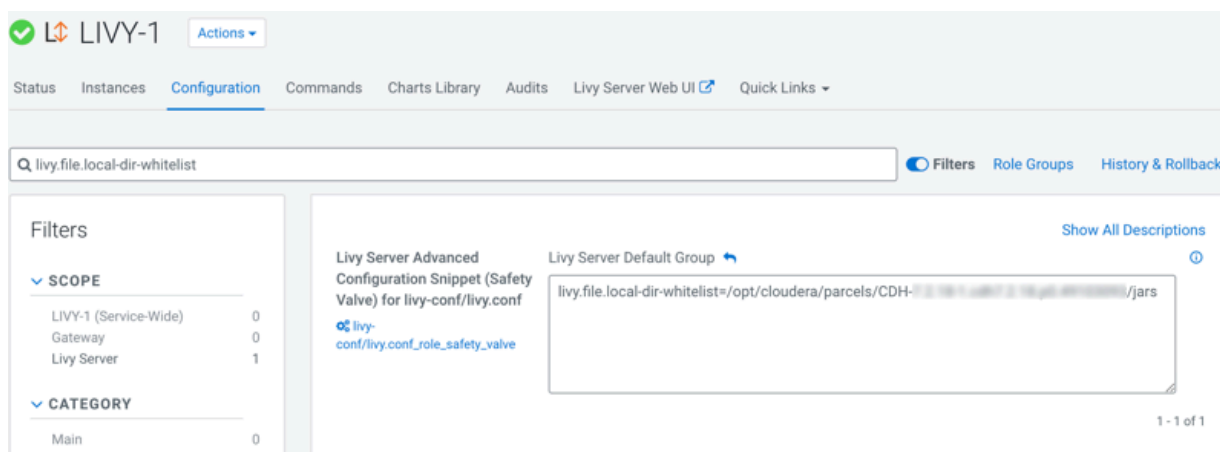 LIVY-1 Actions
Status Instances Configuration Commands Charts Library Audits Livy Server Web UI Quick Links
livy.file.local-dir-whitelist
Filters Role Groups History & Rollback
Filters
Show All Descriptions
SCOPE
LIVY-1 (Service-Wide) 0
Gateway 0
Livy Server 1
CATEGORY
Main 0
Livy Server Advanced
Configuration Snippet (Safety
Valve) for livy-conf/livy.conf
livy-
conf/livy.conf_role_safety_valve
Livy Server Default Group
livy.file.local-dir-whitelist=/opt/cloudera/parcels/CDH- /jars
1 - 1 of 1